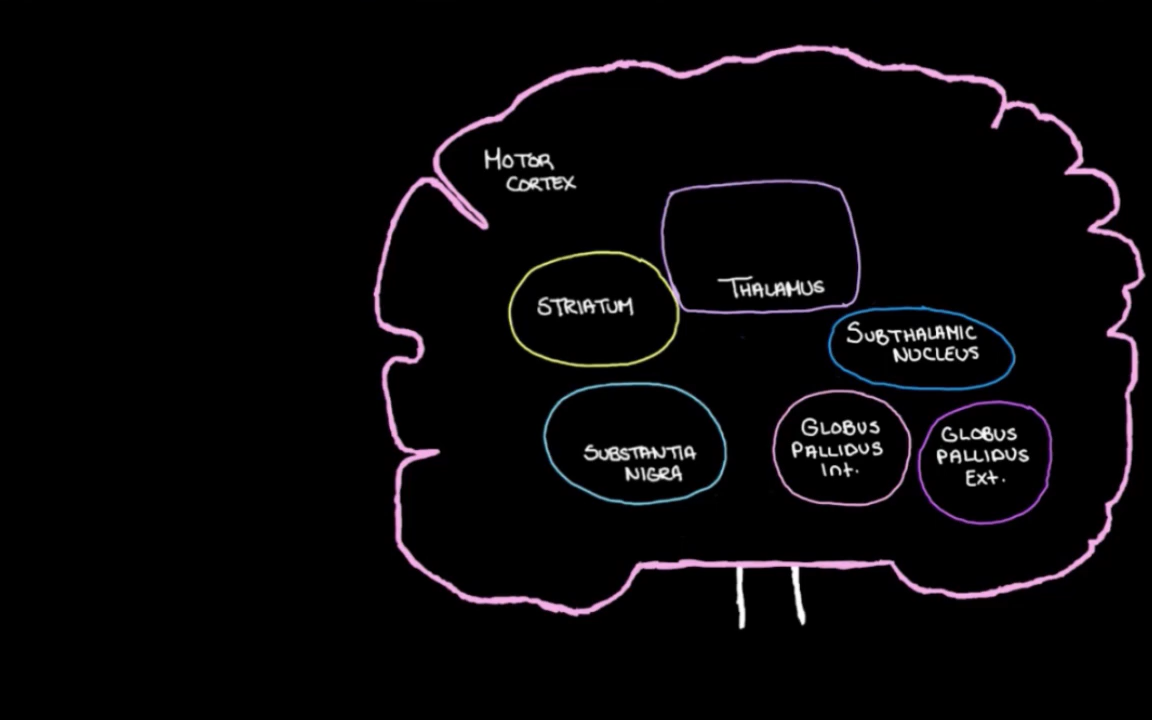 MOTOR
CORTEX
THALAMUS
STRIATUM
SUBTHALAMIC
NUCLEUS
SUBSTANTIA
NIGRA
GLOBUS
PALLIDUS
Int.
GLOBUS
PALLIDUS
Ext.